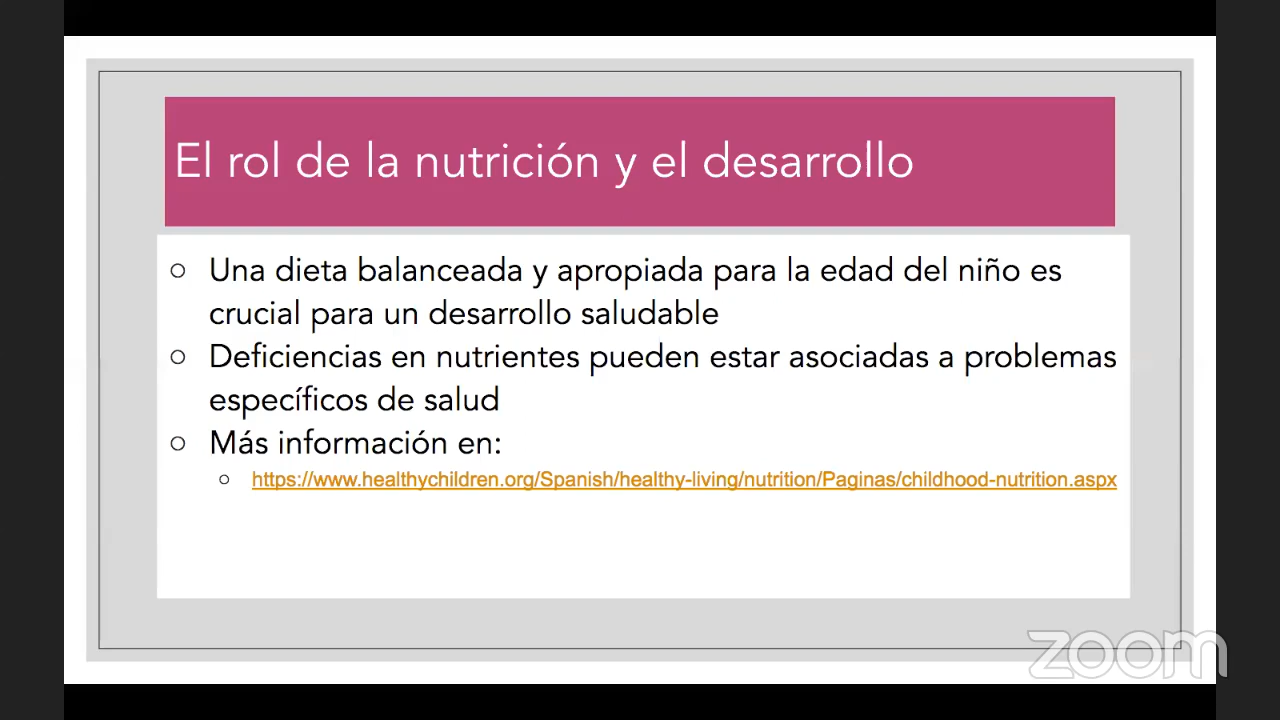 El rol de la nutrición y el desarrollo
○ Una dieta balanceada y apropiada para la edad del niño es
crucial para un desarrollo saludable
○ Deficiencias en nutrientes pueden estar asociadas a problemas
específicos de salud
○ Más información en:
○ https://www.healthychildren.org/Spanish/healthy-living/nutrition/Paginas/childhood-nutrition.aspx
zoom